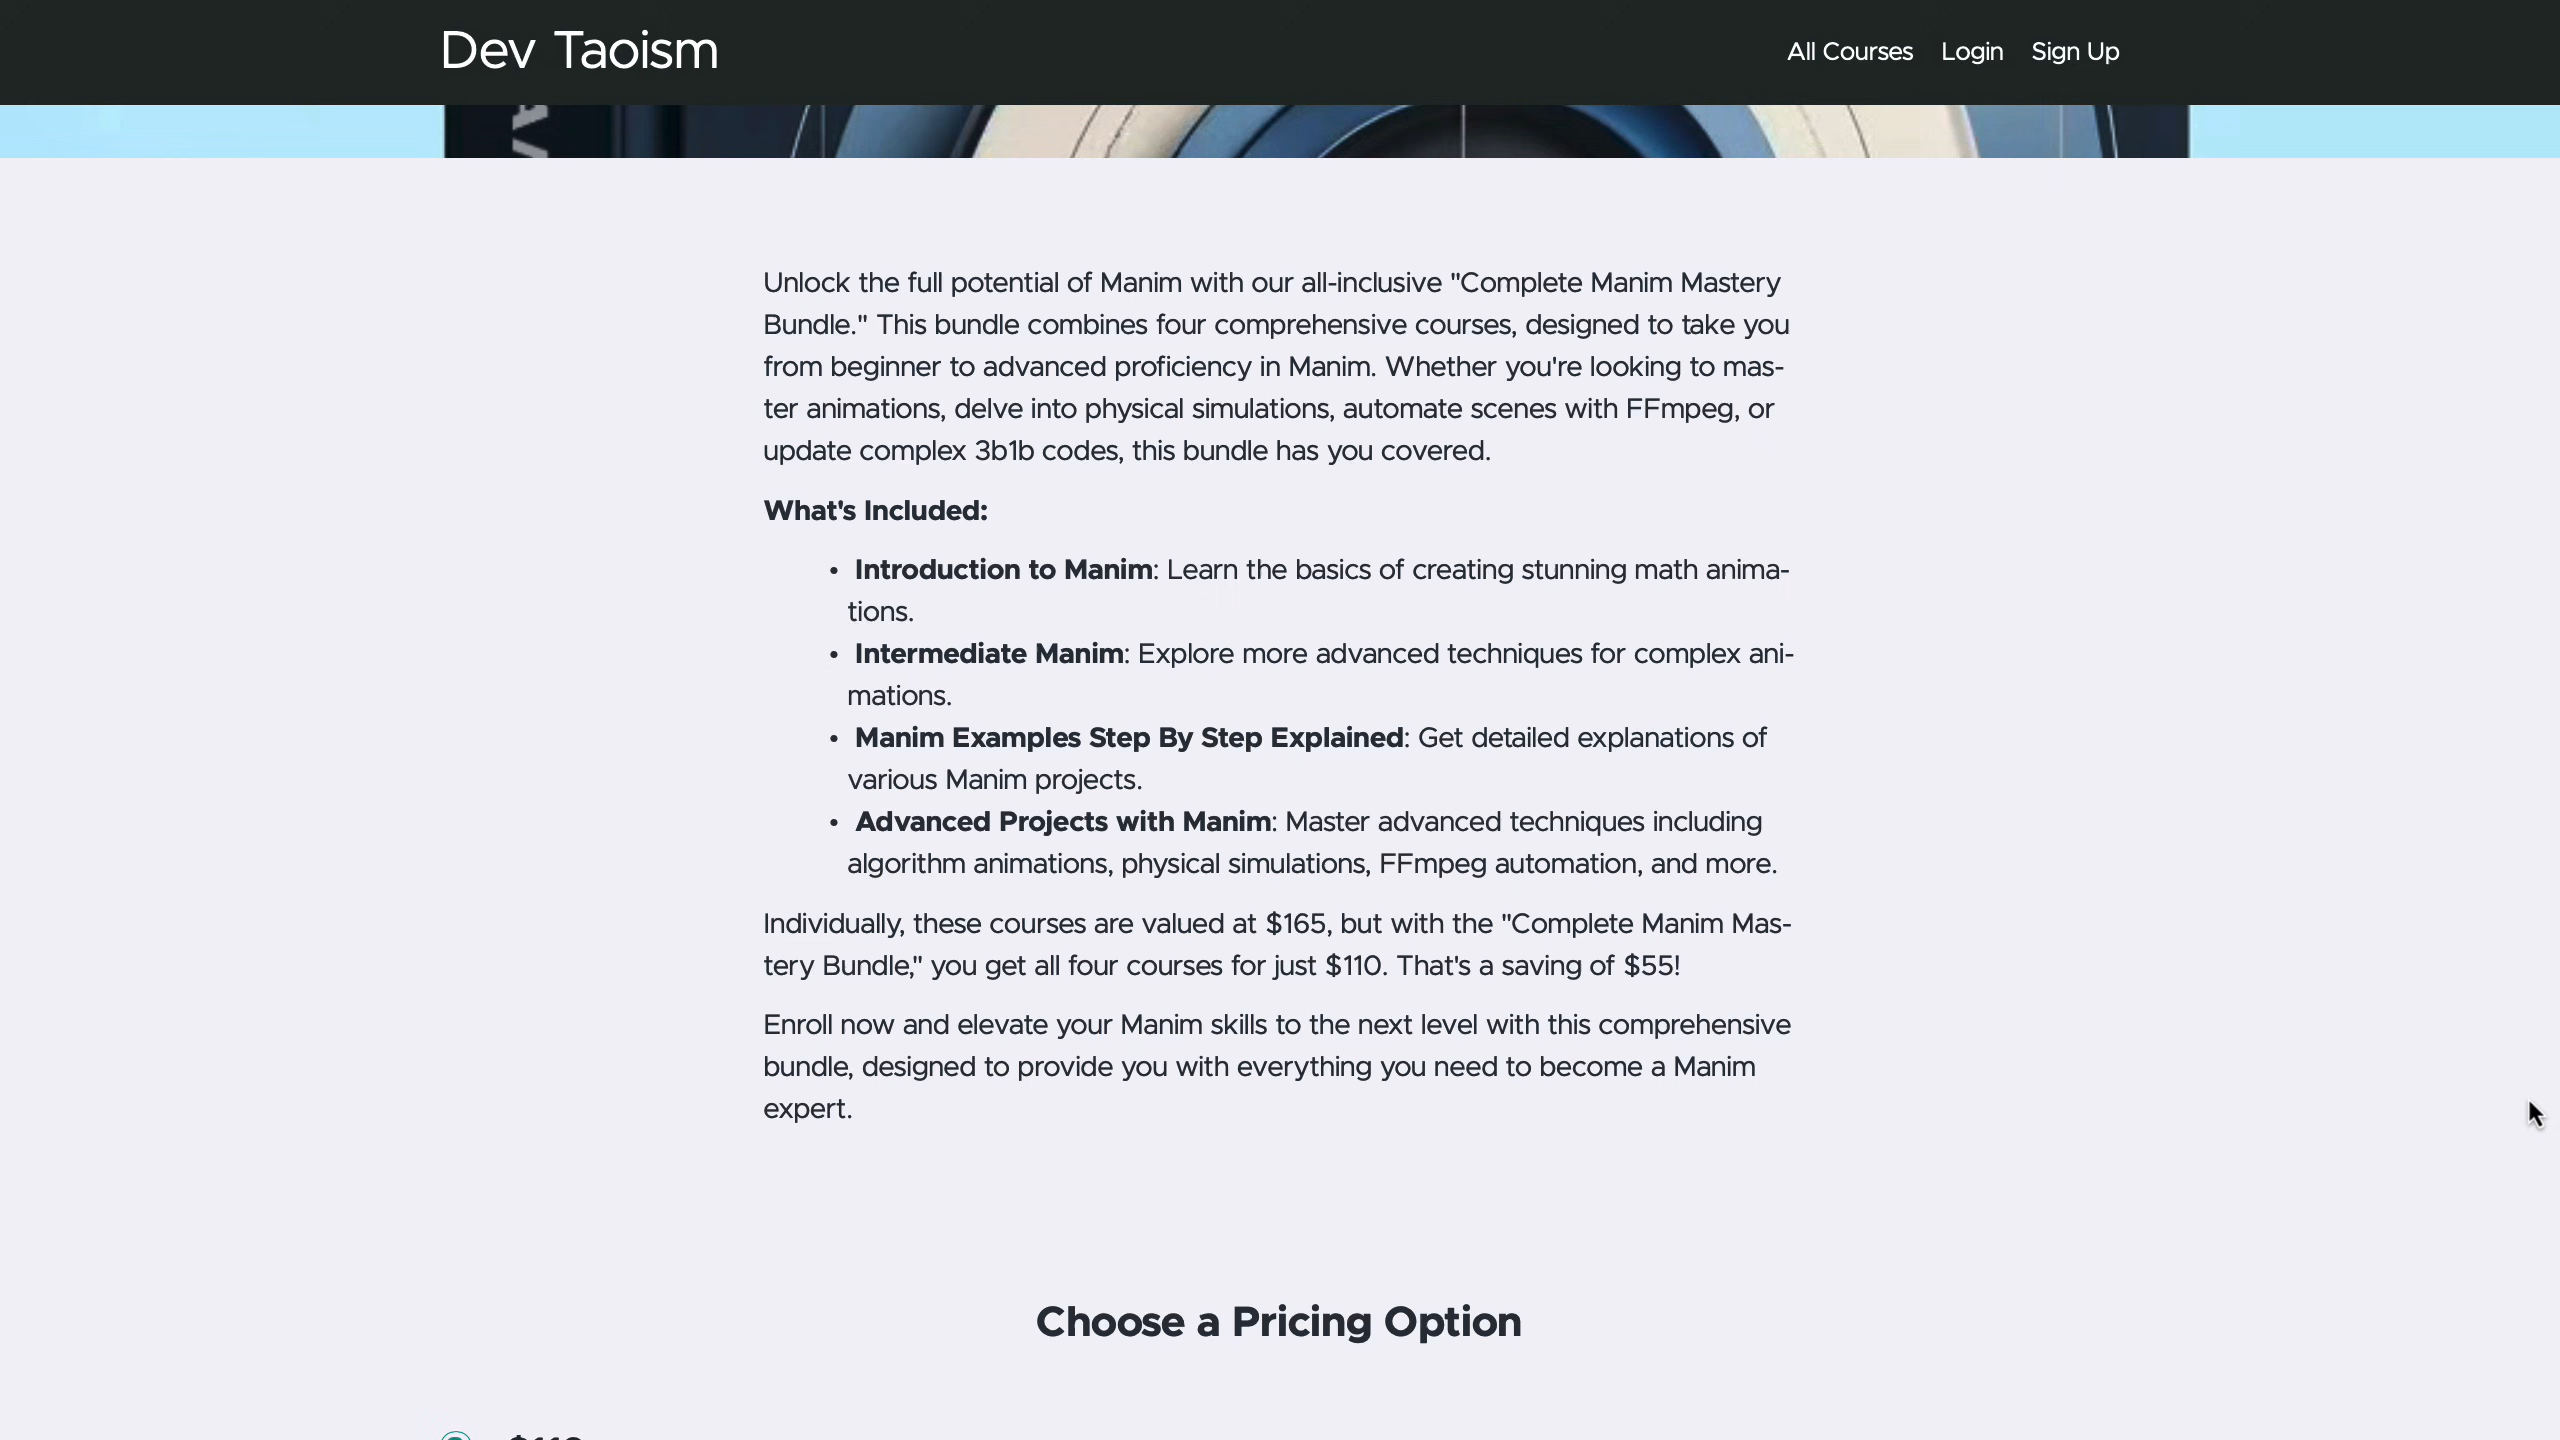 Dev Taoism
All Courses Login Sign Up
Unlock the full potential of Manim with our all-inclusive "Complete Manim Mastery
Bundle." This bundle combines four comprehensive courses, designed to take you
from beginner to advanced proficiency in Manim. Whether you're looking to mas-
ter animations, delve into physical simulations, automate scenes with FFmpeg, or
update complex 3b1b codes, this bundle has you covered.
What's Included:
• Introduction to Manim: Learn the basics of creating stunning math anima-
tions.
• Intermediate Manim: Explore more advanced techniques for complex ani-
mations.
• Manim Examples Step By Step Explained: Get detailed explanations of
various Manim projects.
• Advanced Projects with Manim: Master advanced techniques including
algorithm animations, physical simulations, FFmpeg automation, and more.
Individually, these courses are valued at $165, but with the "Complete Manim Mas-
tery Bundle," you get all four courses for just $110. That's a saving of $55!
Enroll now and elevate your Manim skills to the next level with this comprehensive
bundle, designed to provide you with everything you need to become a Manim
expert.
Choose a Pricing Option